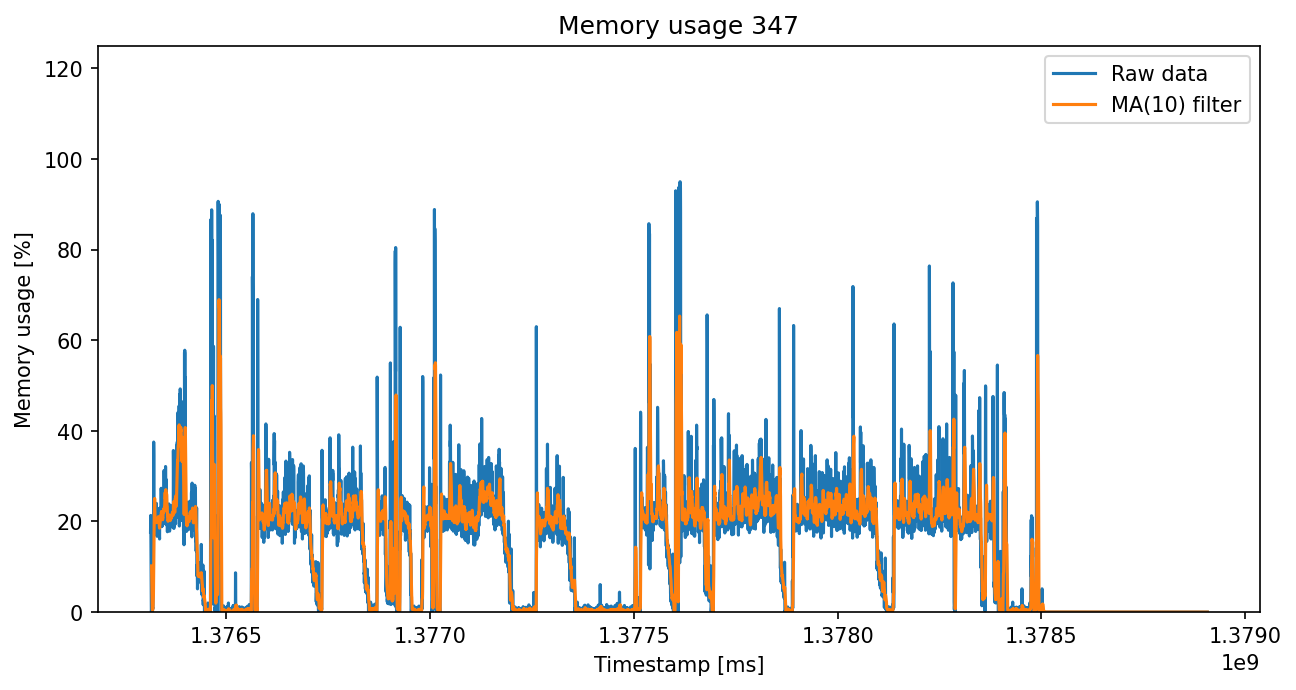 Memory usage 347
Raw data
MA(10) filter
Memory usage [%]
120
100
80
60
40
20
0
1.3765 1.3770 1.3775 1.3780 1.3785 1.3790
Timestamp [ms]
1e9